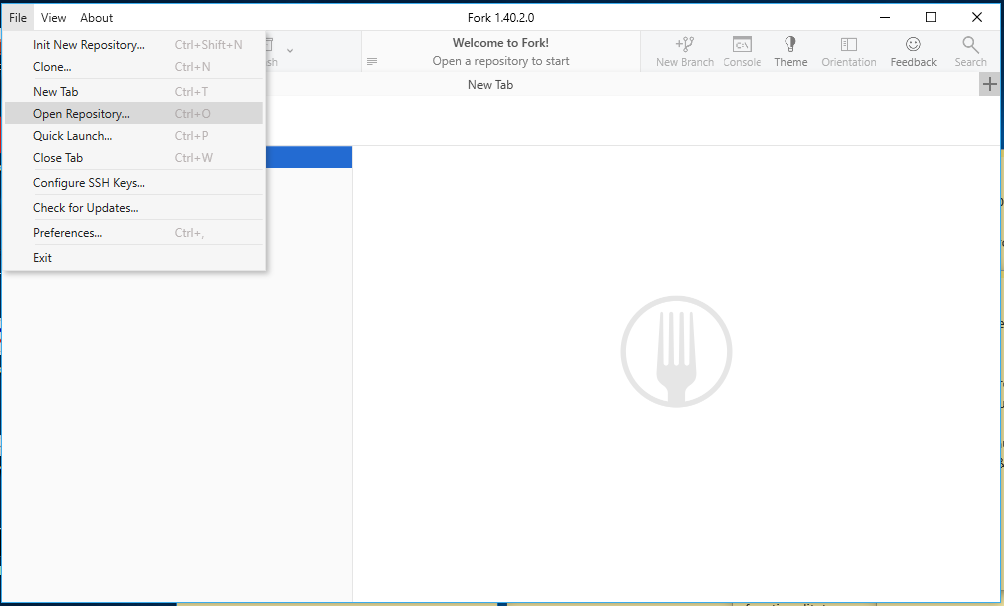 File View About Fork 1.40.2.0
Init New Repository... Ctrl+Shift+N
Clone... Ctrl+N
New Tab Ctrl+T
Open Repository... Ctrl+O
Quick Launch... Ctrl+P
Close Tab Ctrl+W
Configure SSH Keys...
Check for Updates...
Preferences... Ctrl+,
Exit
Welcome to Fork!
Open a repository to start
New Branch Console Theme Orientation Feedback Search
C:\
New Tab